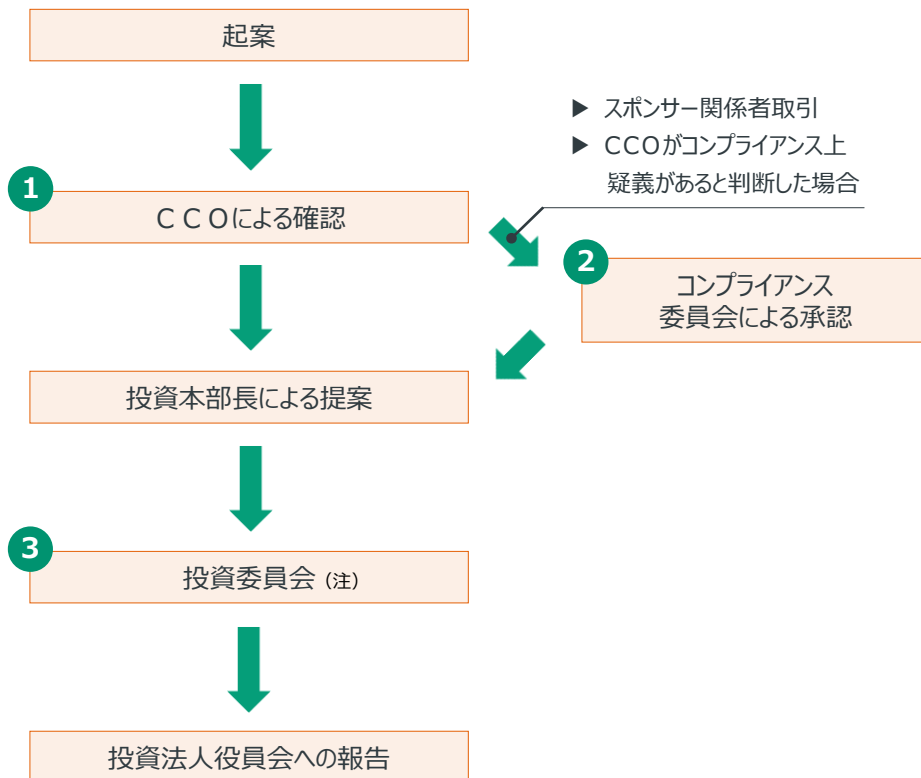 起案
▶ スポンサー関係者取引
▶ CCOがコンプライアンス上
疑義があると判断した場合
1
CCOによる確認
2
コンプライアンス
委員会による承認
投資本部長による提案
3
投資委員会(注)
投資法人役員会への報告